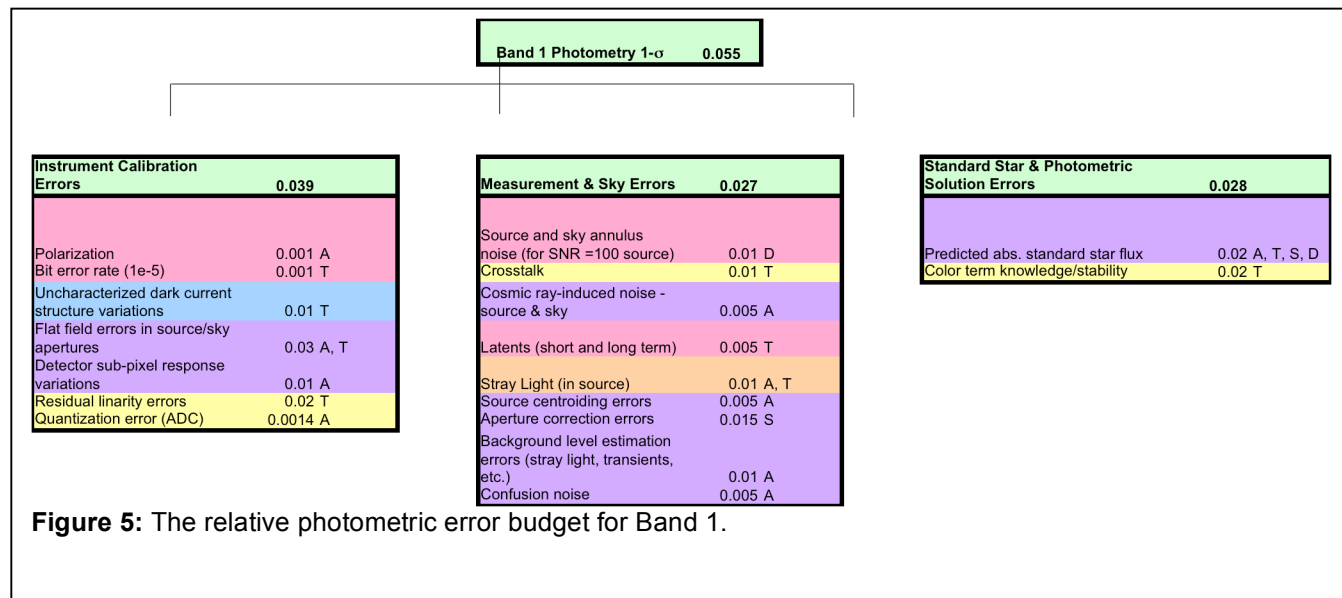 Band 1 Photometry 1-σ 0.055
Instrument Calibration
Errors 0.039
Polarization 0.001 A
Bit error rate (1e-5) 0.001 T
Uncharacterized dark current
structure variations 0.01 T
Flat field errors in source/sky
apertures 0.03 A, T
Detector sub-pixel response
variations 0.01 A
Residual linarity errors 0.02 T
Quantization error (ADC) 0.0014 A
Measurement & Sky Errors 0.027
Source and sky annulus
noise (for SNR =100 source) 0.01 D
Crosstalk 0.01 T
Cosmic ray-induced noise -
source & sky 0.005 A
Latents (short and long term) 0.005 T
Stray Light (in source) 0.01 A, T
Source centroiding errors 0.005 A
Aperture correction errors 0.015 S
Background level estimation
errors (stray light, transients,
etc.) 0.01 A
Confusion noise 0.005 A
Standard Star & Photometric
Solution Errors 0.028
Predicted abs. standard star flux 0.02 A, T, S, D
Color term knowledge/stability 0.02 T
Figure 5: The relative photometric error budget for Band 1.